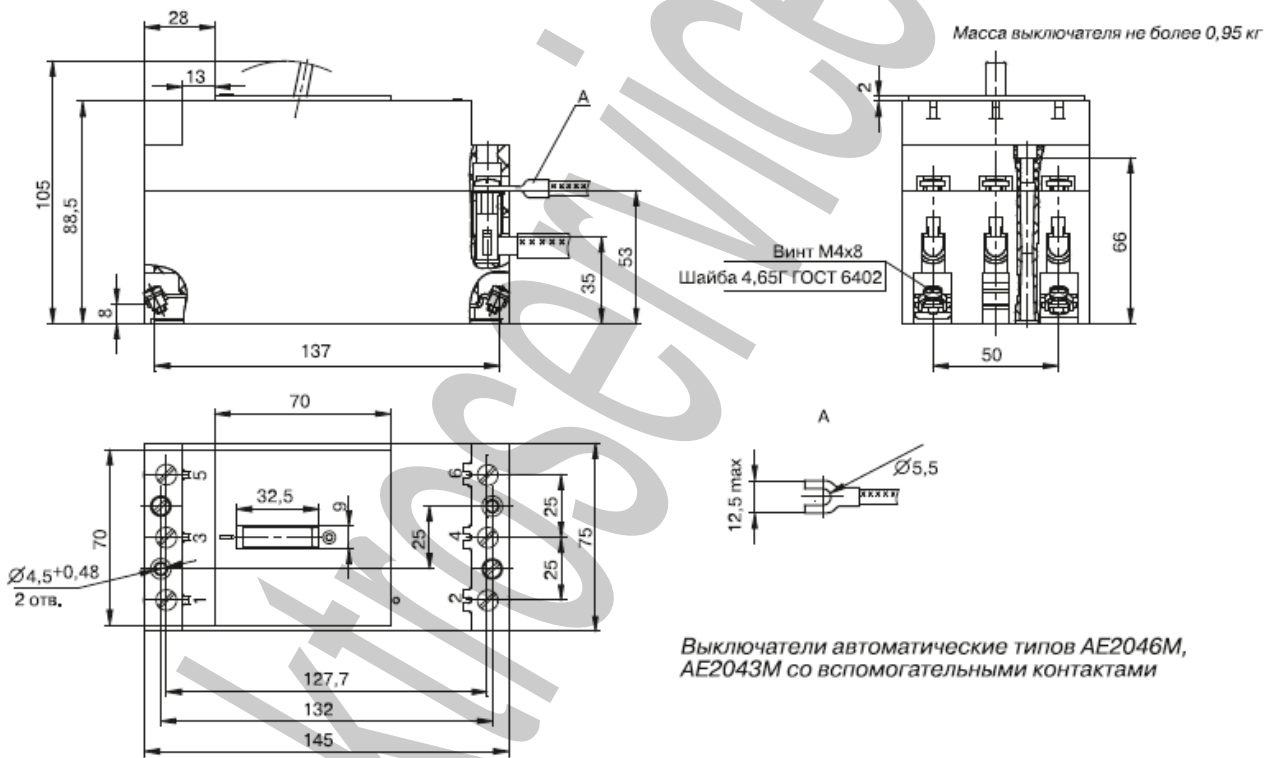 28
Масса выключателя не более 0,95 кг
13
А
2
105
88,5
8
53
35
137
Винт М4х8
Шайба 4,65Г ГОСТ 6402
66
50
70
А
5
6
32,5
9
25
25
25
70
3
4
75
Ø4,5+0,48
2 отв.
1
2
12,5 max
Ø5,5
127,7
132
145
Выключатели автоматические типов АЕ2046М,
АЕ2043М со вспомогательными контактами
ktroservice